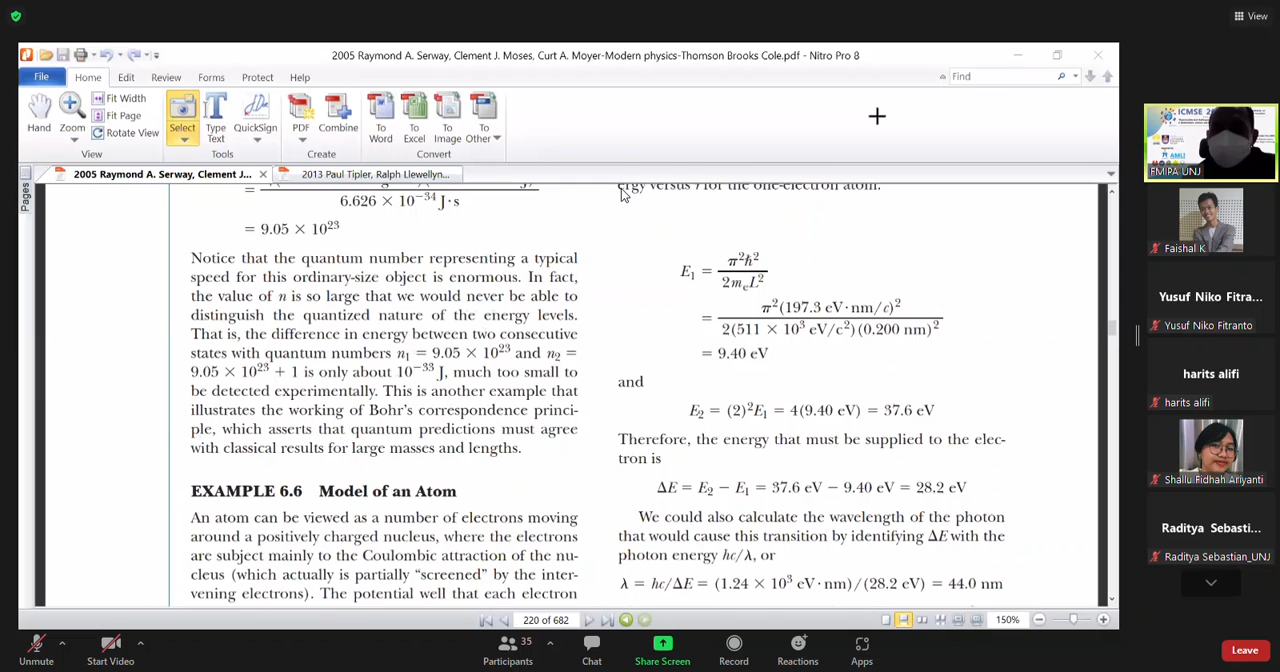 View
2005 Raymond A. Serway, Clement J. Moses, Curt A. Moyer-Modern physics-Thomson Brooks Cole.pdf - Nitro Pro 8
File Home Edit Review Forms Protect Help
Find
Hand
Zoom
Fit Width
Fit Page
Rotate View
View
Select
Type Text
QuickSign
Tools
PDF
Combine
Create
To Word
To Excel
To Image
To Other
Convert
2005 Raymond A. Serway, Clement J...
2013 Paul Tipler, Ralph Llewellyn...
Pages
6.626 × 10⁻³⁴ J·s
= 9.05 × 10²³
Notice that the quantum number representing a typical
speed for this ordinary-size object is enormous. In fact,
the value of n is so large that we would never be able to
distinguish the quantized nature of the energy levels.
That is, the difference in energy between two consecutive
states with quantum numbers n₁ = 9.05 × 10²³ and n₂ =
9.05 × 10²³ + 1 is only about 10⁻³³ J, much too small to
be detected experimentally. This is another example that
illustrates the working of Bohr's correspondence princi-
ple, which asserts that quantum predictions must agree
with classical results for large masses and lengths.
EXAMPLE 6.6 Model of an Atom
An atom can be viewed as a number of electrons moving
around a positively charged nucleus, where the electrons
are subject mainly to the Coulombic attraction of the nu-
cleus (which actually is partially "screened" by the inter-
vening electrons). The potential well that each electron
ergy versus r for the one-electron atom.
E₁ = π²ħ² / 2mₑL²
= π²(197.3 eV·nm/c)² / 2(511 × 10³ eV/c²)(0.200 nm)²
= 9.40 eV
and
E₂ = (2)²E₁ = 4(9.40 eV) = 37.6 eV
Therefore, the energy that must be supplied to the elec-
tron is
ΔE = E₂ − E₁ = 37.6 eV − 9.40 eV = 28.2 eV
We could also calculate the wavelength of the photon
that would cause this transition by identifying ΔE with the
photon energy hc/λ, or
λ = hc/ΔE = (1.24 × 10³ eV·nm)/(28.2 eV) = 44.0 nm
220 of 682
150%
ICMSE
AMLI
FMIPA UNJ
Faishal K
Yusuf Niko Fitra...
Yusuf Niko Fitranto
harits alifi
harits alifi
Shallu Fidhah Ariyanti
Raditya Sebasti...
Raditya Sebastian_UNJ
Unmute
Start Video
Participants
35
Chat
Share Screen
Record
Reactions
Apps
Leave